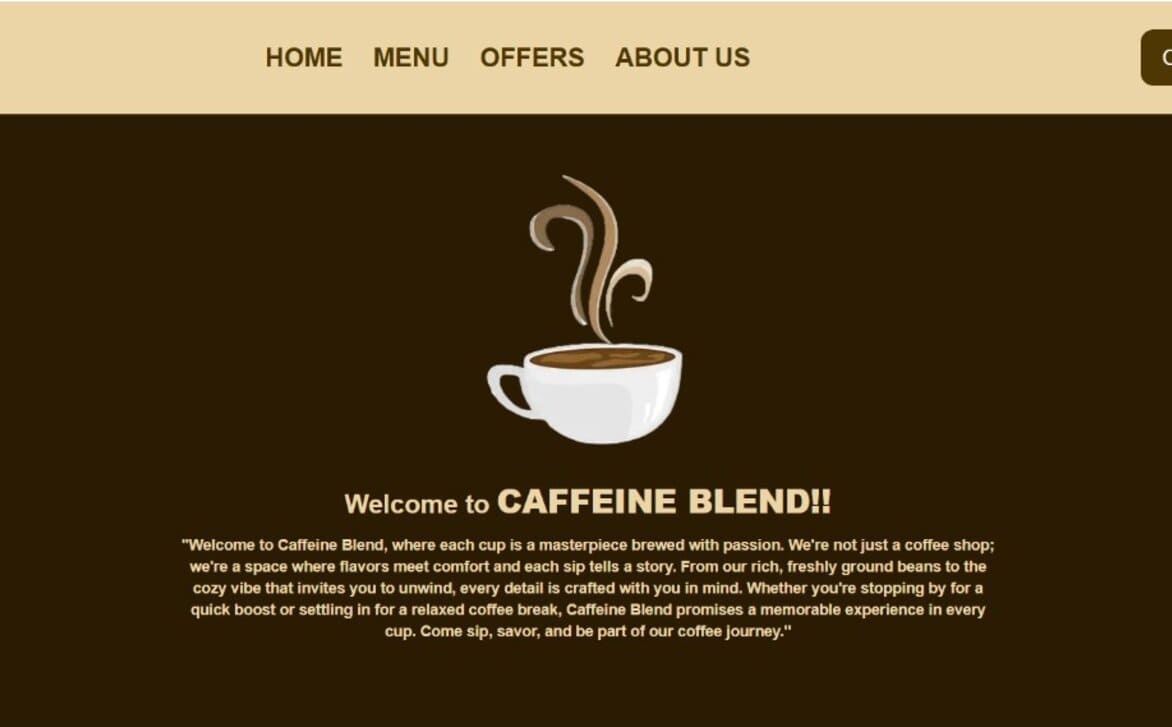 HOME MENU OFFERS ABOUT US
Welcome to CAFFEINE BLEND!!
"Welcome to Caffeine Blend, where each cup is a masterpiece brewed with passion. We're not just a coffee shop;
we're a space where flavors meet comfort and each sip tells a story. From our rich, freshly ground beans to the
cozy vibe that invites you to unwind, every detail is crafted with you in mind. Whether you're stopping by for a
quick boost or settling in for a relaxed coffee break, Caffeine Blend promises a memorable experience in every
cup. Come sip, savor, and be part of our coffee journey."